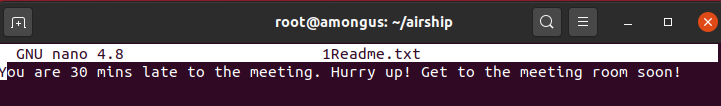 root@amongus: ~/airship
GNU nano 4.8 1Readme.txt
You are 30 mins late to the meeting. Hurry up! Get to the meeting room soon!